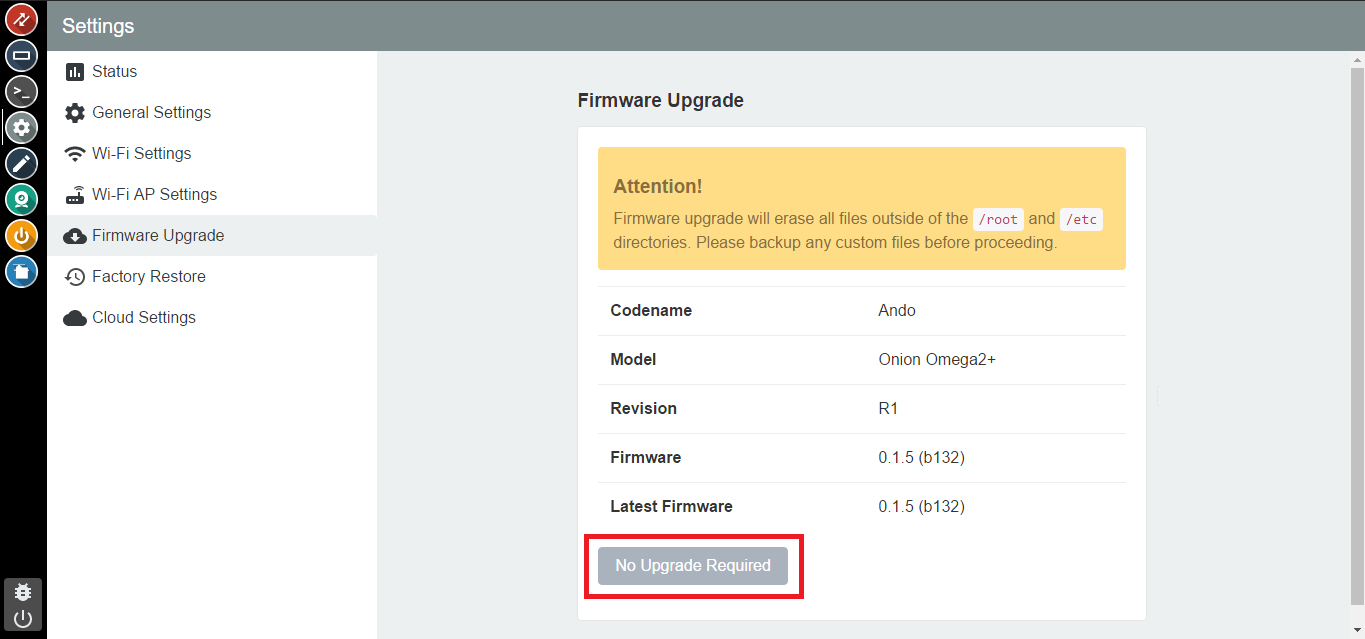 Settings
Status
General Settings
Wi-Fi Settings
Wi-Fi AP Settings
Firmware Upgrade
Factory Restore
Cloud Settings
Firmware Upgrade
Attention!
Firmware upgrade will erase all files outside of the /root and /etc
directories. Please backup any custom files before proceeding.
Codename Ando
Model Onion Omega2+
Revision R1
Firmware 0.1.5 (b132)
Latest Firmware 0.1.5 (b132)
No Upgrade Required